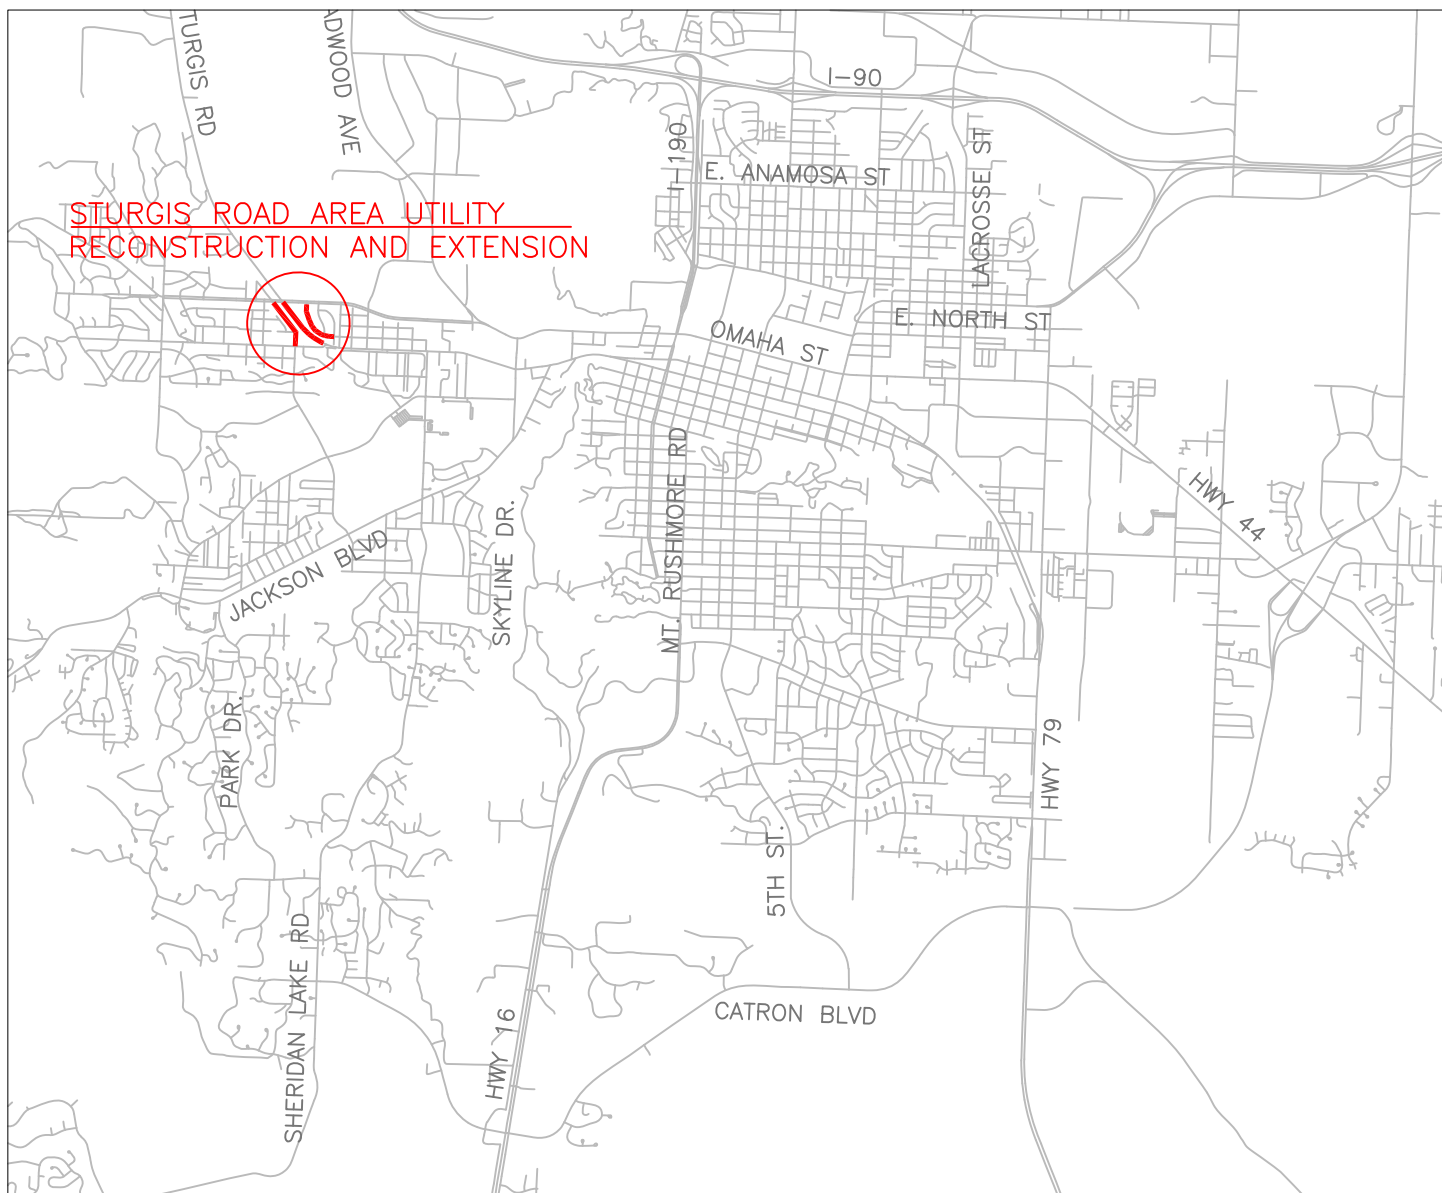 TURGIS RD
ADWOOD AVE
I-90
I-190
E. ANAMOSA ST
LACROSSE ST
STURGIS ROAD AREA UTILITY
RECONSTRUCTION AND EXTENSION
E. NORTH ST
OMAHA ST
MT. RUSHMORE RD
HWY 44
SKYLINE DR.
JACKSON BLVD
PARK DR.
HWY 79
5TH ST.
SHERIDAN LAKE RD
HWY 16
CATRON BLVD